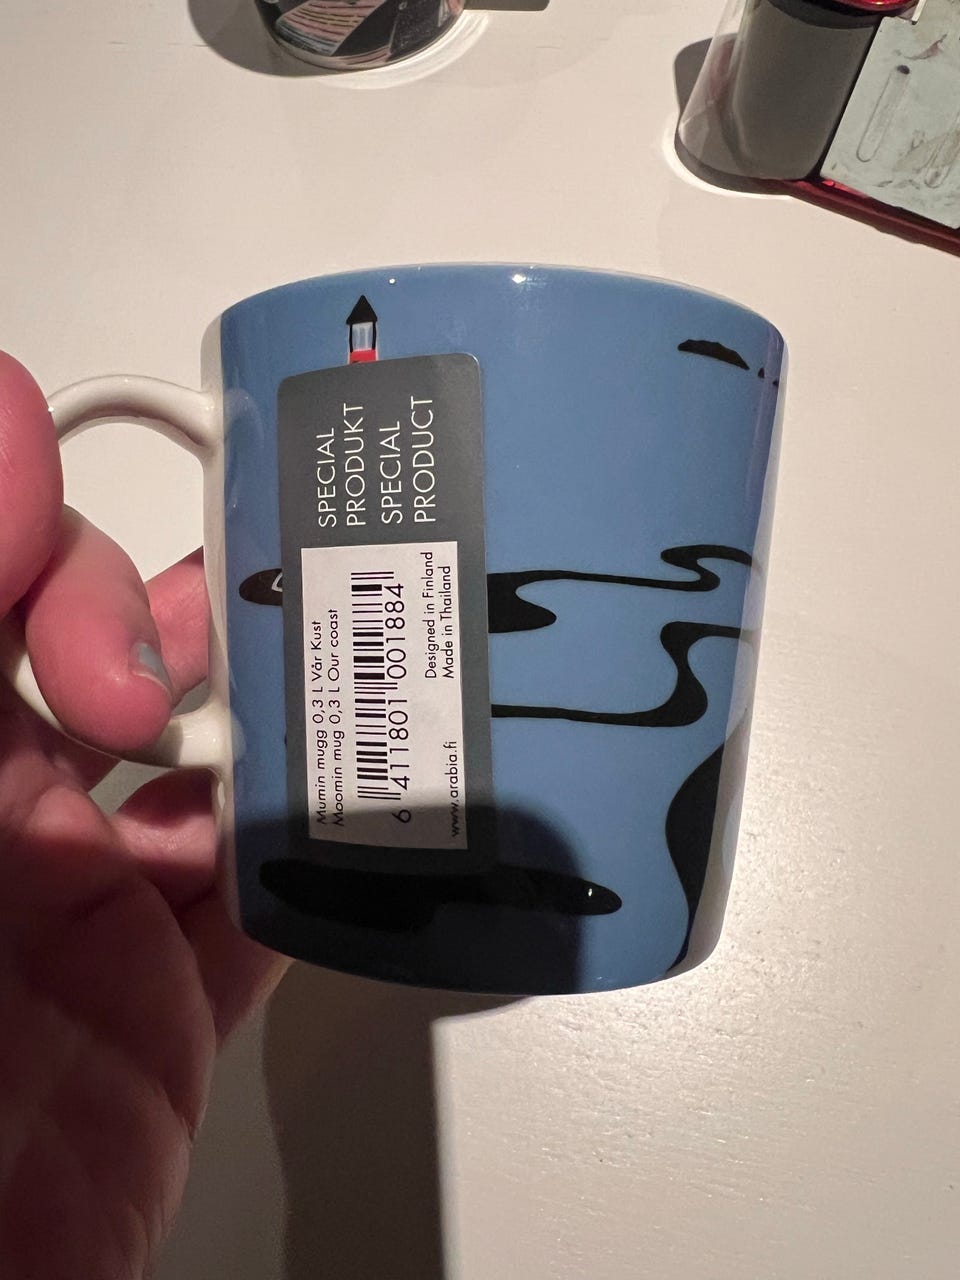 SPECIAL
PRODUKT
SPECIAL
PRODUCT
Mumin mugg 0,3 L Vår Kust
Moomin mug 0,3 L Our coast
6 411801 001884
Designed in Finland
Made in Thailand
www.arabia.fi